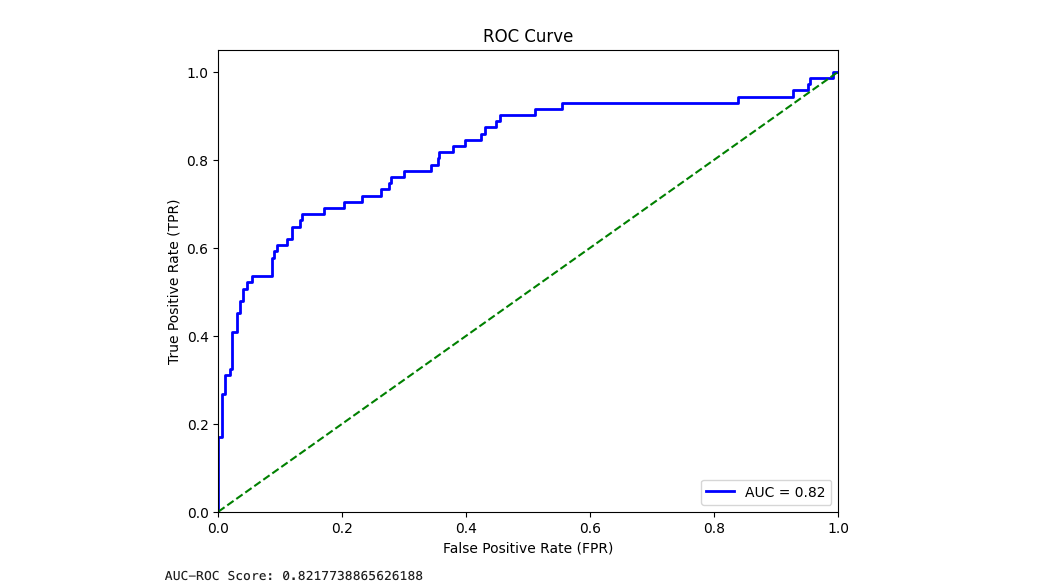 ROC Curve
1.0
0.8
0.6
0.4
0.2
0.0
True Positive Rate (TPR)
AUC = 0.82
0.0 0.2 0.4 0.6 0.8 1.0
False Positive Rate (FPR)
AUC-ROC Score: 0.8217738865626188